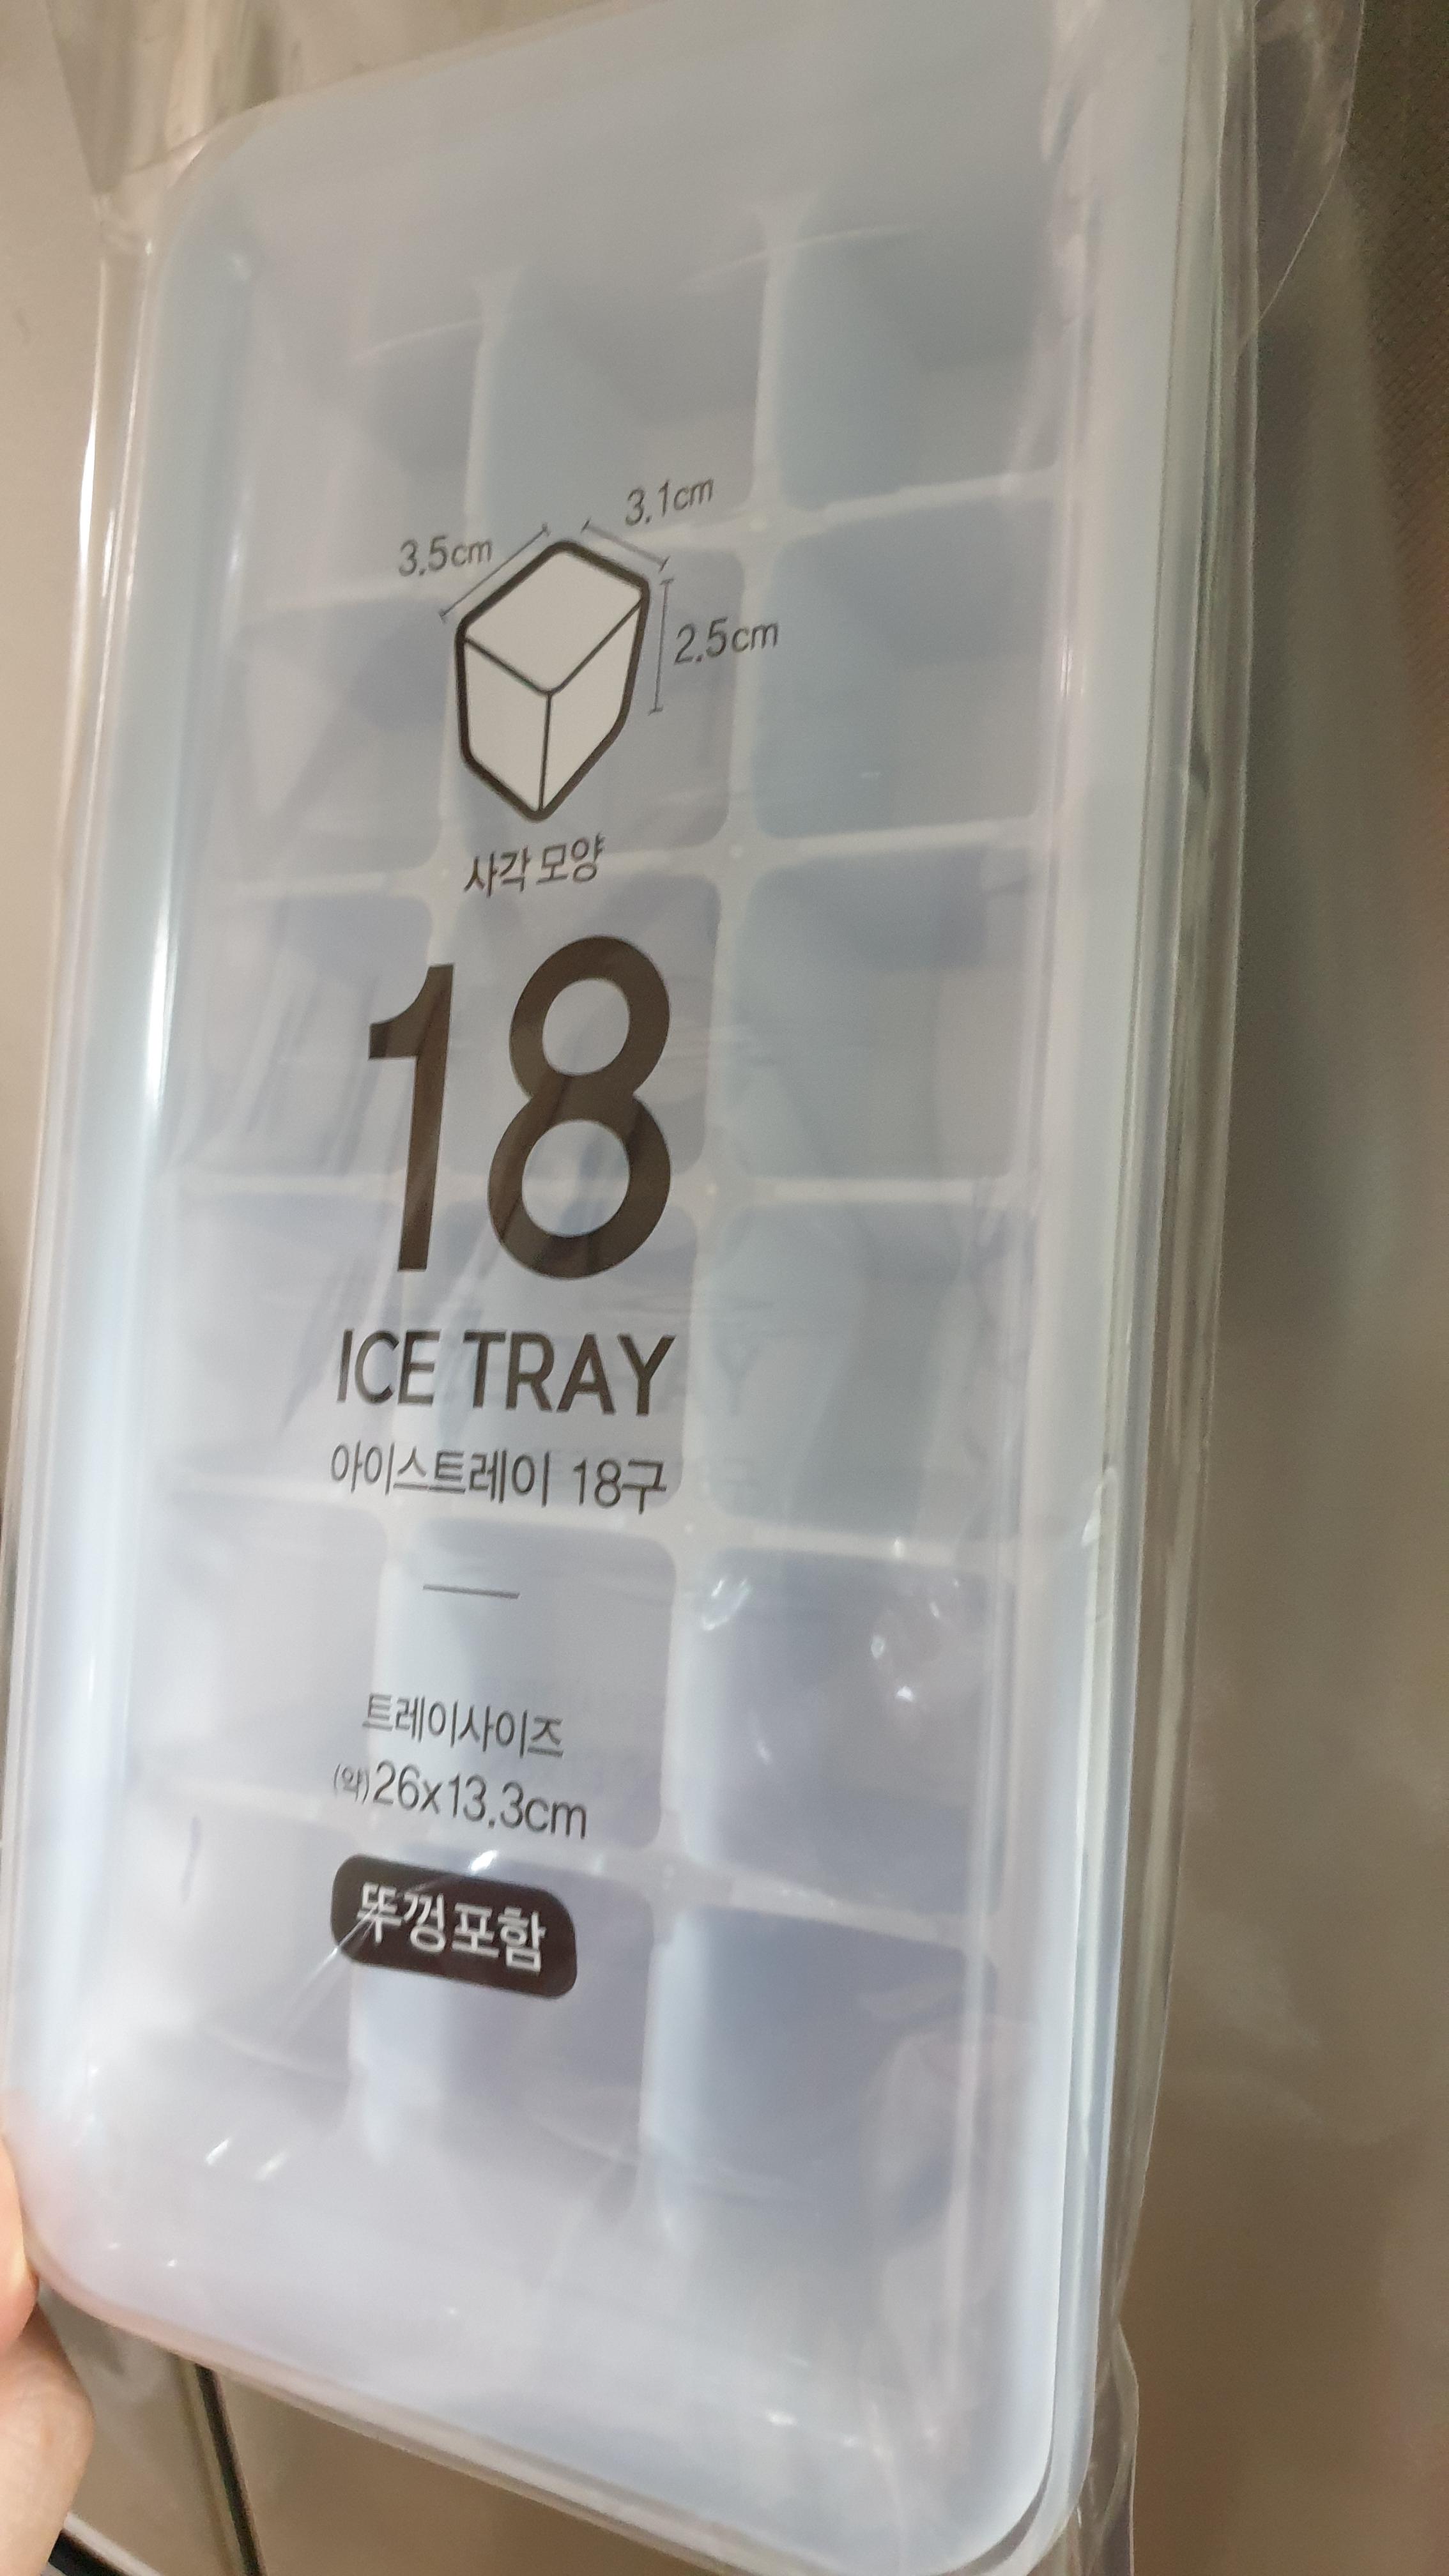 3.1cm
3.5cm
2.5cm
사각 모양
18
ICE TRAY
아이스트레이 18구
트레이사이즈
(약)26x13.3cm
뚜껑포함